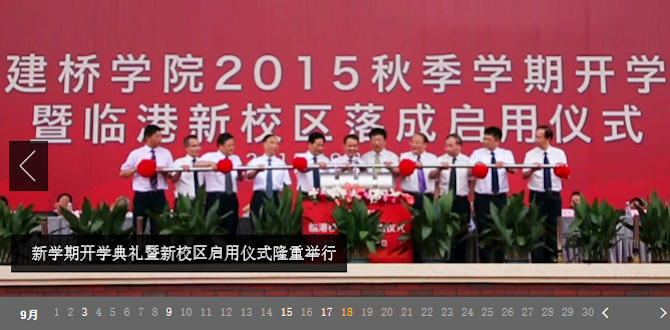 建桥学院2015秋季学期开学
暨临港新校区落成启用仪式
新学期开学典礼暨新校区启用仪式隆重举行
9月 1 2 3 4 5 6 7 8 9 10 11 12 13 14 15 16 17 18 19 20 21 22 23 24 25 26 27 28 29 30